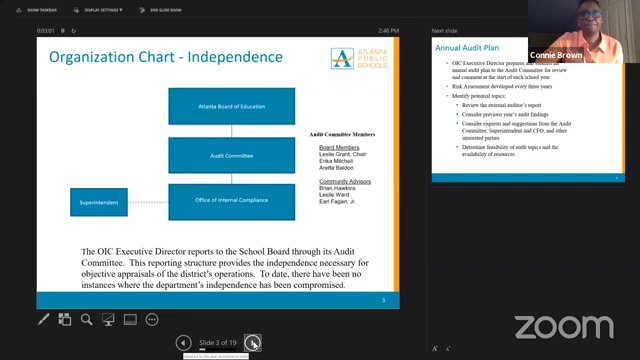 SHOW TASKBAR
DISPLAY SETTINGS
END SLIDE SHOW
0:03:01
2:46 PM
Next slide
Organization Chart - Independence
ATLANTA
PUBLIC
SCHOOLS
Atlanta Board of Education
Audit Committee
Office of Internal Compliance
Superintendent
Audit Committee Members
Board Members
Leslie Grant, Chair
Erika Mitchell
Aretta Baldon
Community Advisors
Brian Hawkins
Leslie Ward
Earl Fagan, Jr.
The OIC Executive Director reports to the School Board through its Audit
Committee. This reporting structure provides the independence necessary for
objective appraisals of the district's operations. To date, there have been no
instances where the department's independence has been compromised.
3
Slide 3 of 19
Annual Audit Plan
OIC Executive Director prepares and
annual audit plan to the Audit Committee for review
and comment at the start of such school year
Risk Assessment developed every three years
Identify potential topics:
Review the external auditor's report
Consider previous year's audit findings
Consider requests and suggestions from the Audit
Committee, Superintendent and CFO, and other
interested parties
Determine feasibility of audit topics and
the availability of resources
Connie Brown
zoom